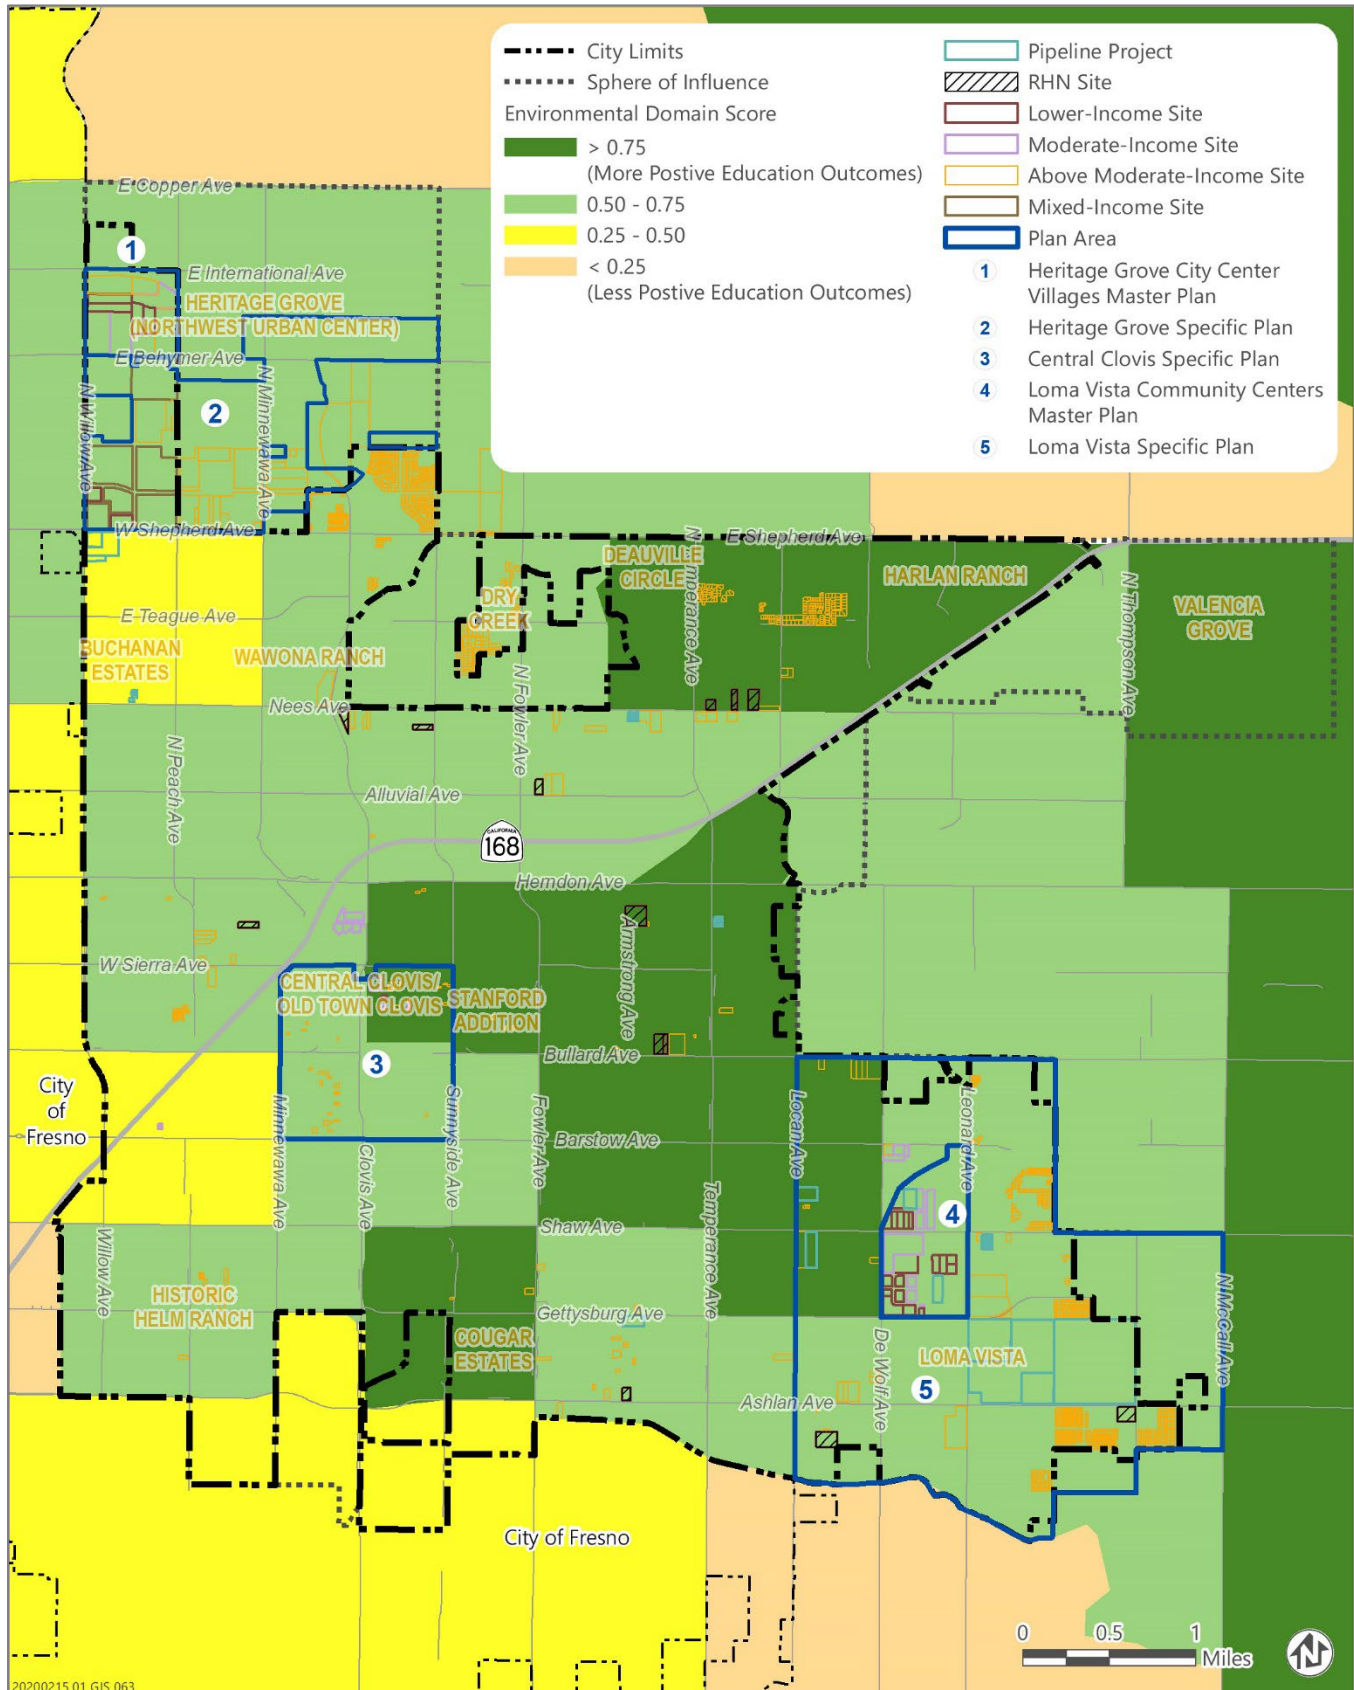 City Limits
Sphere of Influence
Environmental Domain Score
> 0.75
(More Postive Education Outcomes)
0.50 - 0.75
0.25 - 0.50
< 0.25
(Less Postive Education Outcomes)
Pipeline Project
RHN Site
Lower-Income Site
Moderate-Income Site
Above Moderate-Income Site
Mixed-Income Site
Plan Area
1 Heritage Grove City Center
Villages Master Plan
2 Heritage Grove Specific Plan
3 Central Clovis Specific Plan
4 Loma Vista Community Centers
Master Plan
5 Loma Vista Specific Plan
E Copper Ave
1
E International Ave
HERITAGE GROVE
(NORTHWEST URBAN CENTER)
E Behymer Ave
N Willow Ave
N Minnewawa Ave
2
W Shepherd Ave
E Shepherd Ave
DEAUVILLE
CIRCLE
N Temperance Ave
HARLAN RANCH
N Thompson Ave
VALENCIA
GROVE
DRY
CREEK
E Teague Ave
BUCHANAN
ESTATES
WAWONA RANCH
N Fowler Ave
Nees Ave
N Peach Ave
Alluvial Ave
CALIFORNIA
168
Herndon Ave
Armstrong Ave
W Sierra Ave
CENTRAL CLOVIS/
OLD TOWN CLOVIS
STANFORD
ADDITION
Bullard Ave
3
City
of
Fresno
Minnewawa Ave
Clovis Ave
Sunnyside Ave
Fowler Ave
Barstow Ave
Temperance Ave
Locan Ave
Leonard Ave
4
Shaw Ave
Willow Ave
HISTORIC
HELM RANCH
Gettysburg Ave
COUGAR
ESTATES
De Wolf Ave
LOMA VISTA
N McCall Ave
5
Ashlan Ave
City of Fresno
0 0.5 1
Miles
N
20200215.01 GIS 063